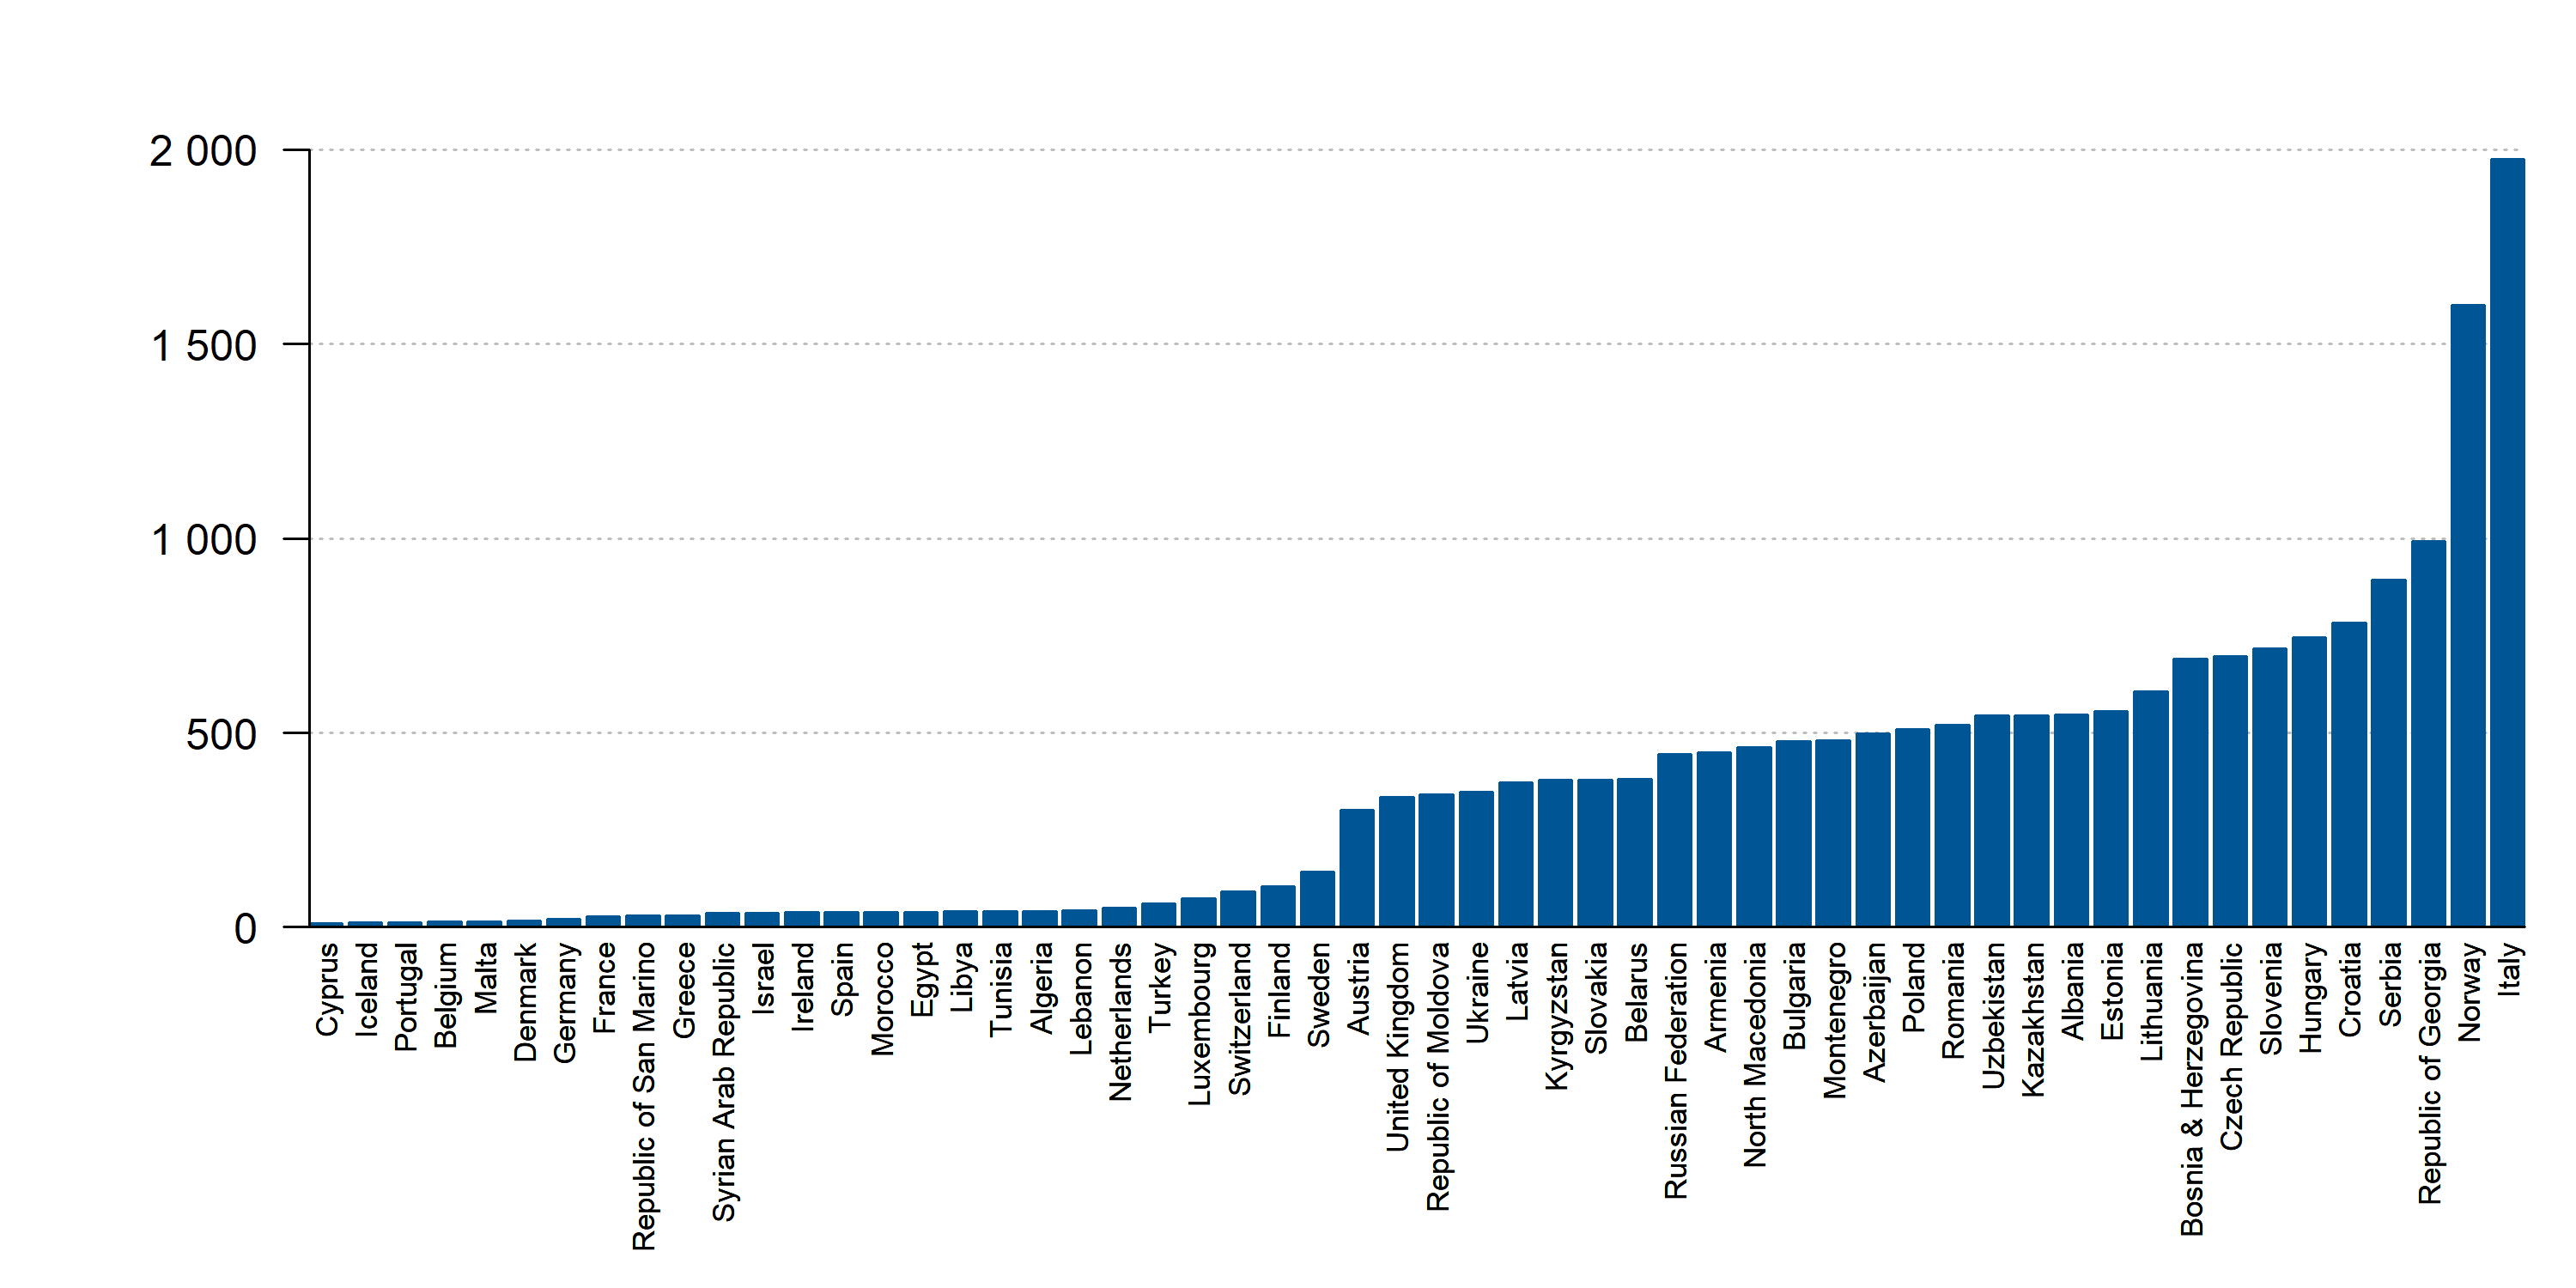 2 000
1 500
1 000
500
0
Cyprus
Iceland
Portugal
Belgium
Malta
Denmark
Germany
France
Republic of San Marino
Greece
Syrian Arab Republic
Israel
Ireland
Spain
Morocco
Egypt
Libya
Tunisia
Algeria
Lebanon
Netherlands
Turkey
Luxembourg
Switzerland
Finland
Sweden
Austria
United Kingdom
Republic of Moldova
Ukraine
Latvia
Kyrgyzstan
Slovakia
Belarus
Russian Federation
Armenia
North Macedonia
Bulgaria
Montenegro
Azerbaijan
Poland
Romania
Uzbekistan
Kazakhstan
Albania
Estonia
Lithuania
Bosnia & Herzegovina
Czech Republic
Slovenia
Hungary
Croatia
Serbia
Republic of Georgia
Norway
Italy